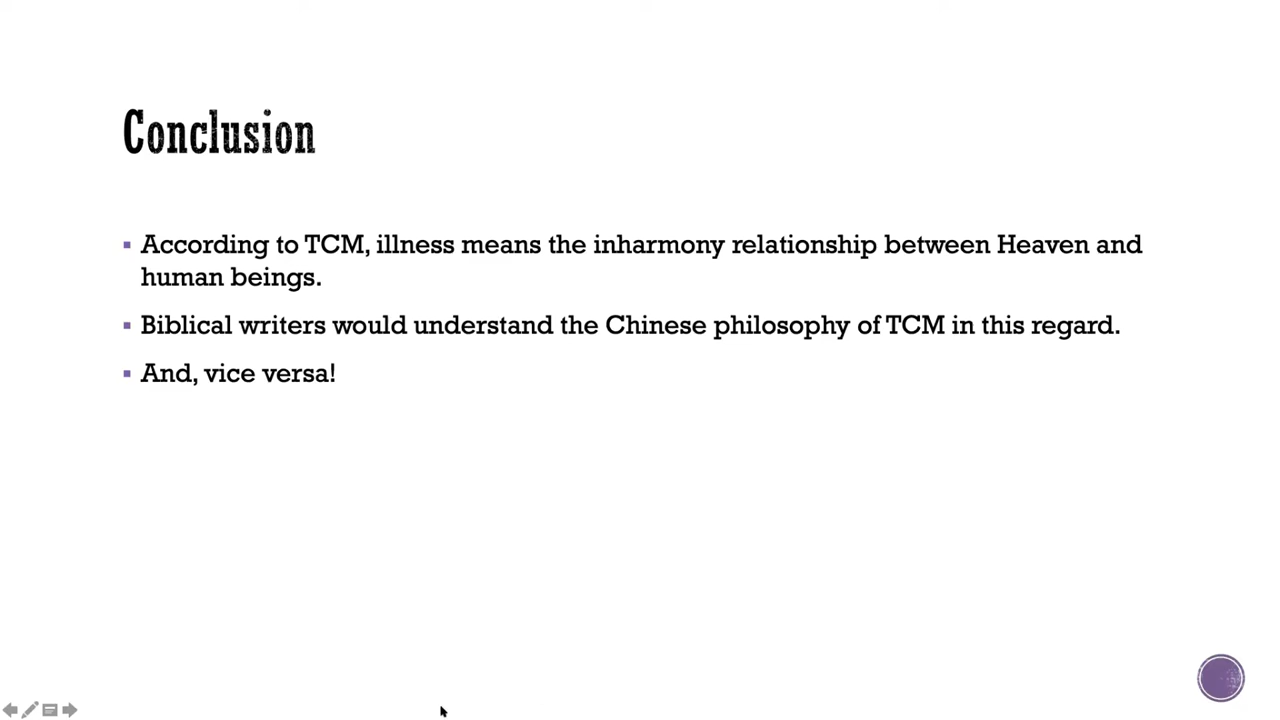 Conclusion
▪ According to TCM, illness means the inharmony relationship between Heaven and
human beings.
▪ Biblical writers would understand the Chinese philosophy of TCM in this regard.
▪ And, vice versa!